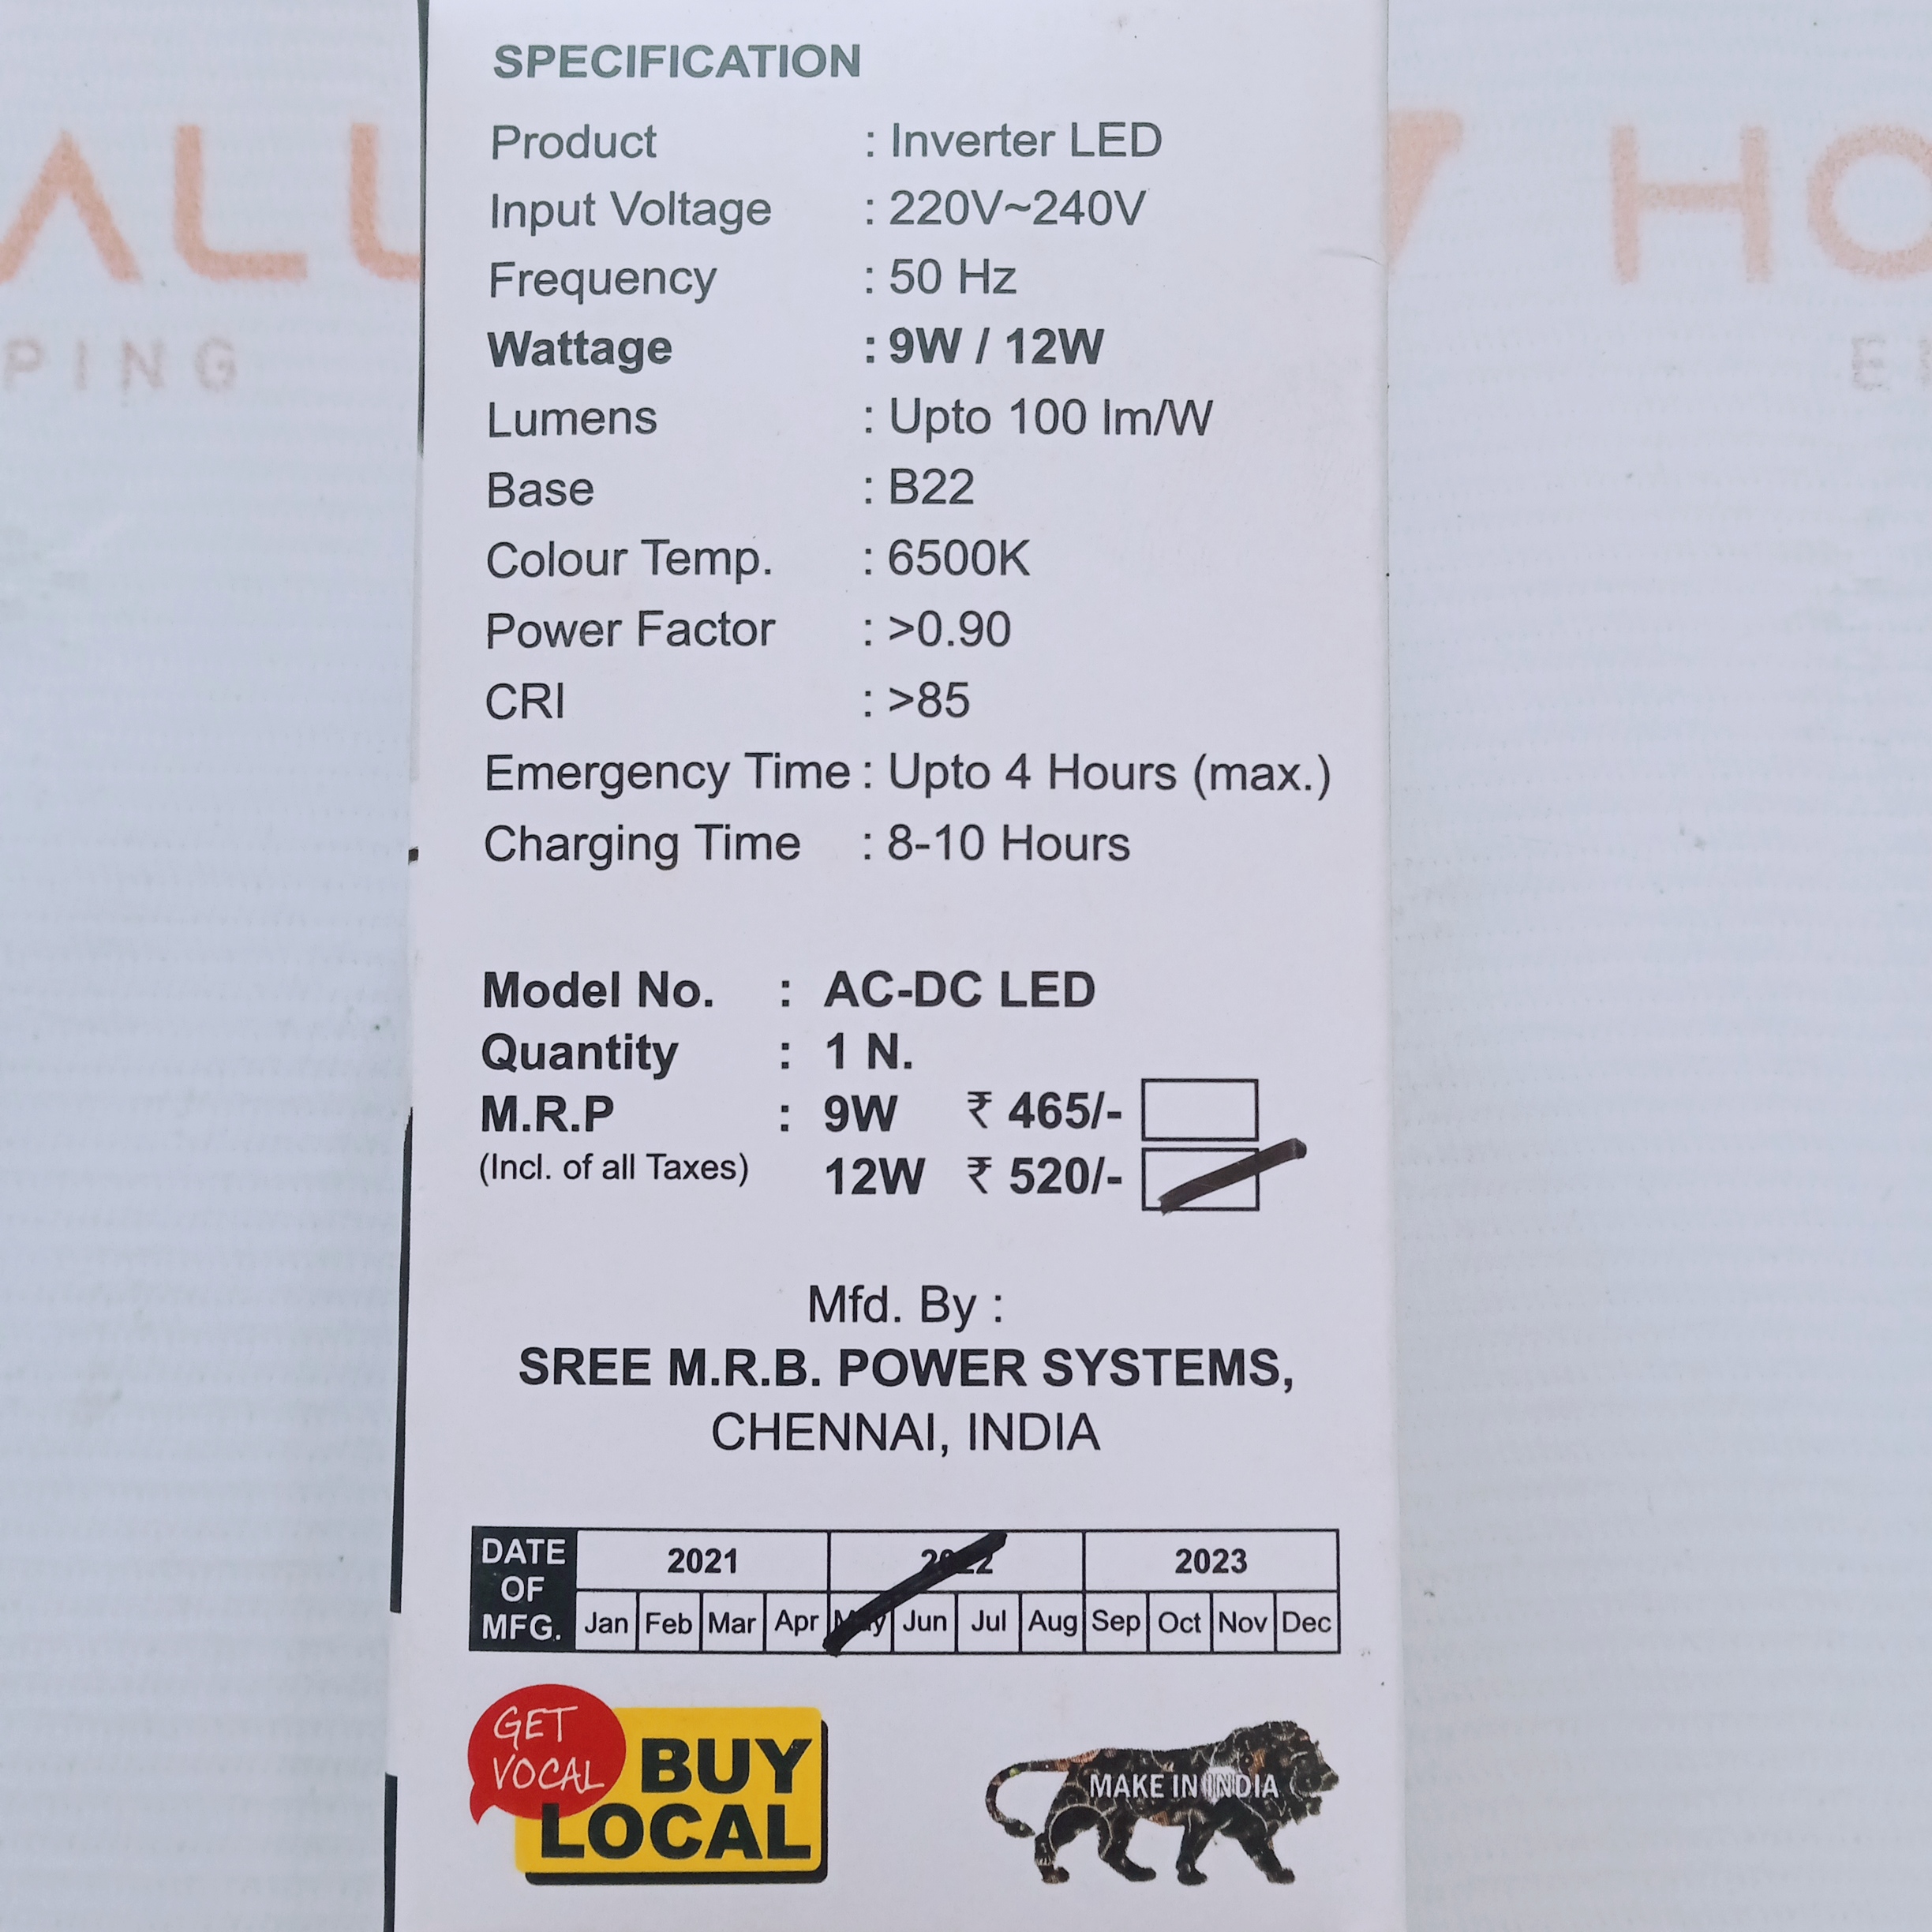 SPECIFICATION
Product : Inverter LED
Input Voltage : 220V~240V
Frequency : 50 Hz
Wattage : 9W / 12W
Lumens : Upto 100 lm/W
Base : B22
Colour Temp. : 6500K
Power Factor : >0.90
CRI : >85
Emergency Time : Upto 4 Hours (max.)
Charging Time : 8-10 Hours
Model No. : AC-DC LED
Quantity : 1 N.
M.R.P : 9W ₹ 465/-
(Incl. of all Taxes) 12W ₹ 520/-
Mfd. By :
SREE M.R.B. POWER SYSTEMS,
CHENNAI, INDIA
DATE OF MFG.
2021 2022 2023
Jan Feb Mar Apr May Jun Jul Aug Sep Oct Nov Dec
GET
VOCAL
BUY
LOCAL
MAKE IN INDIA
PING